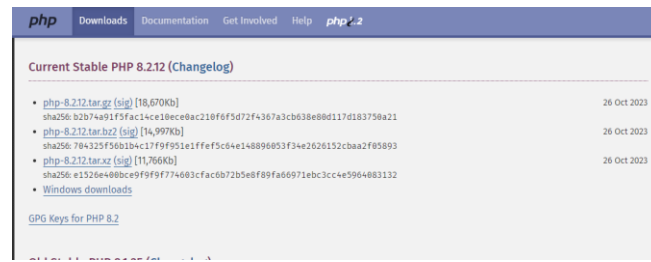 php Downloads Documentation Get Involved Help php8.2
Current Stable PHP 8.2.12 (Changelog)
php-8.2.12.tar.gz (sig) [18,670Kb] 26 Oct 2023
sha256: b2b74a91f5fac14ce10ece0ac210f6f5d72f4367a3cb638e80d117d183750a21
php-8.2.12.tar.bz2 (sig) [14,997Kb] 26 Oct 2023
sha256: 704325f56b1b4c17f9f951e1ffef5c64e148896053f34e2626152cbaa2f05893
php-8.2.12.tar.xz (sig) [11,766Kb] 26 Oct 2023
sha256: e1526e400bce9f9f9f774603cfac6b72b5e8f89fa66971ebc3cc4e5964083132
Windows downloads
GPG Keys for PHP 8.2